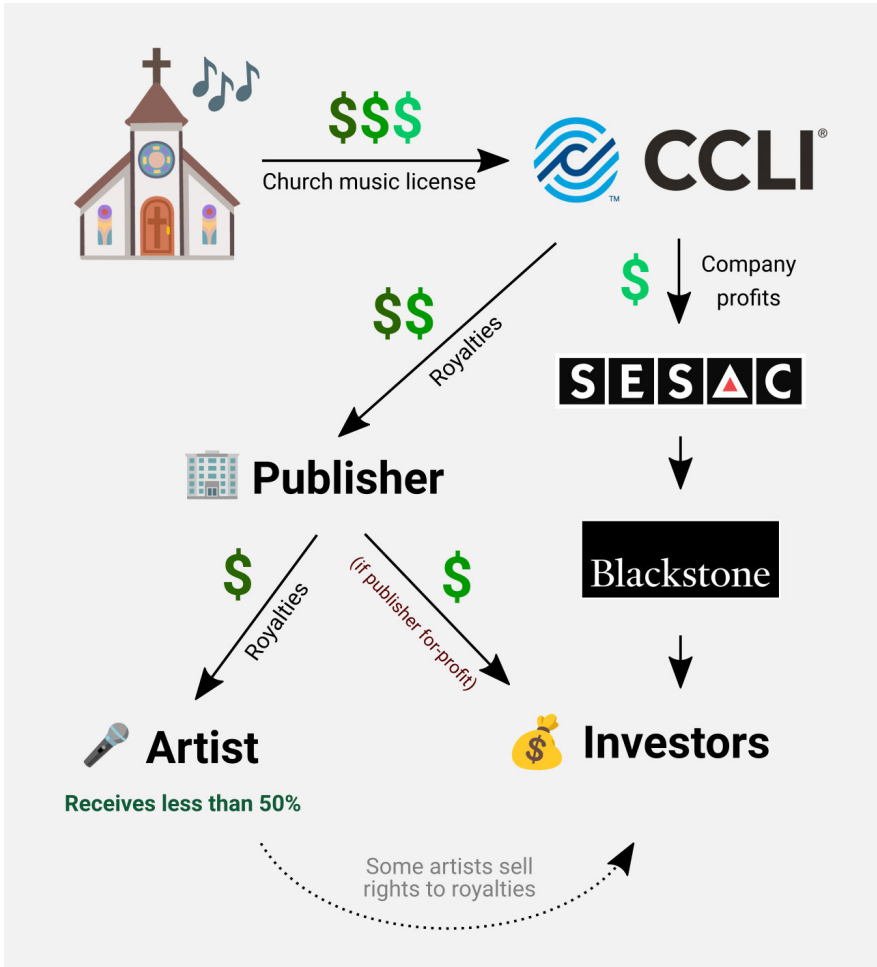 $$$
Church music license
CCLI®
™
$
Company
profits
$$
Royalties
SESAC
Publisher
$
Royalties
(if publisher for-profit)
$
Blackstone
Artist
$
Investors
Receives less than 50%
Some artists sell
rights to royalties